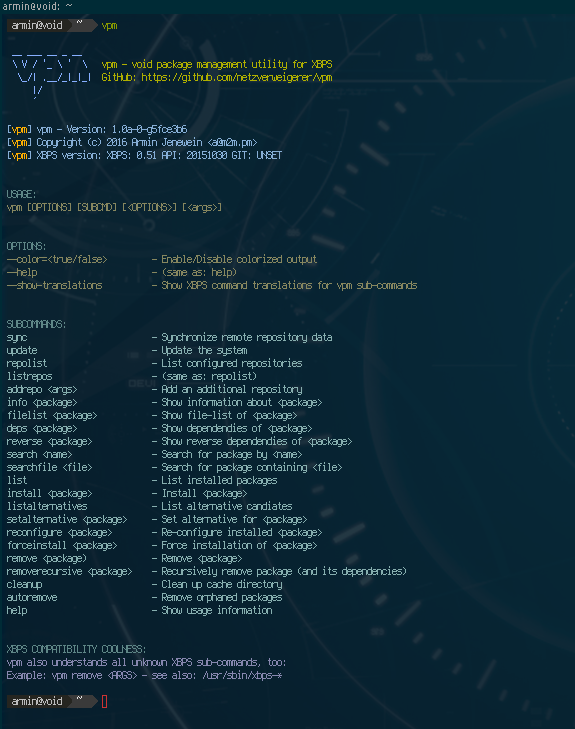 armin@void: ~
armin@void ~ vpm
__ ___ __ _ __
\ V / '_ \ ' \ vpm - void package management utility for XBPS
\_/| .__/_|_|_| GitHub: https://github.com/netzverweigerer/vpm
|/
'
[vpm] vpm - Version: 1.0a-0-g5fce3b6
[vpm] Copyright (c) 2016 Armin Jenewein <a@m2m.pm>
[vpm] XBPS version: XBPS: 0.51 API: 20151030 GIT: UNSET
USAGE:
vpm [OPTIONS] [SUBCMD] [<OPTIONS>] [<args>]
OPTIONS:
--color=<true/false> - Enable/Disable colorized output
--help - (same as: help)
--show-translations - Show XBPS command translations for vpm sub-commands
SUBCOMMANDS:
sync - Synchronize remote repository data
update - Update the system
repolist - List configured repositories
listrepos - (same as: repolist)
addrepo <args> - Add an additional repository
info <package> - Show information about <package>
filelist <package> - Show file-list of <package>
deps <package> - Show dependendies of <package>
reverse <package> - Show reverse dependendies of <package>
search <name> - Search for package by <name>
searchfile <file> - Search for package containing <file>
list - List installed packages
install <package> - Install <package>
listalternatives - List alternative candiates
setalternative <package> - Set alternative for <package>
reconfigure <package> - Re-configure installed <package>
forceinstall <package> - Force installation of <package>
remove <package) - Remove <package>
removerecursive <package> - Recursively remove package (and its dependencies)
cleanup - Clean up cache directory
autoremove - Remove orphaned packages
help - Show usage information
XBPS COMPATIBILITY COOLNESS:
vpm also understands all unknown XBPS sub-commands, too:
Example: vpm remove <ARGS> - see also: /usr/sbin/xbps-*
armin@void ~